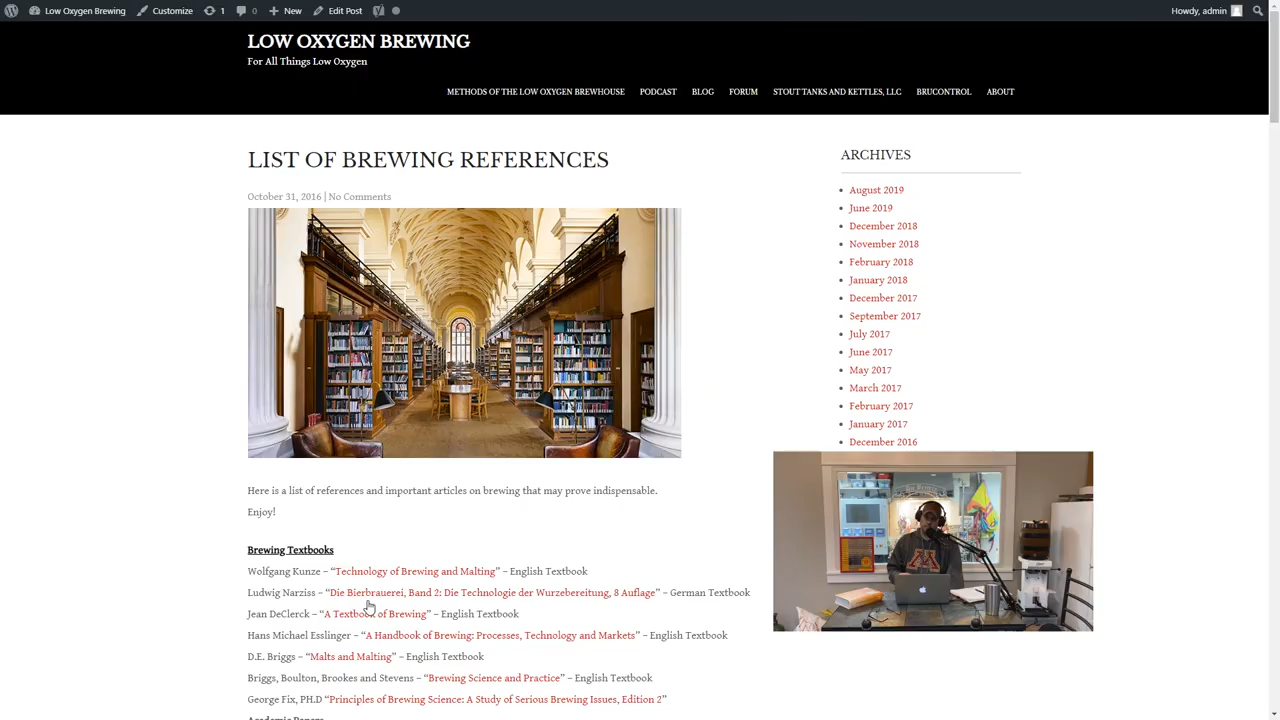 Low Oxygen Brewing
Customize
1
0
New
Edit Post
Howdy, admin
LOW OXYGEN BREWING
For All Things Low Oxygen
METHODS OF THE LOW OXYGEN BREWHOUSE
PODCAST
BLOG
FORUM
STOUT TANKS AND KETTLES, LLC
BRUCONTROL
ABOUT
LIST OF BREWING REFERENCES
October 31, 2016 | No Comments
Here is a list of references and important articles on brewing that may prove indispensable.
Enjoy!
Brewing Textbooks
Wolfgang Kunze – “Technology of Brewing and Malting” – English Textbook
Ludwig Narziss – “Die Bierbrauerei, Band 2: Die Technologie der Wurzebereitung, 8 Auflage” – German Textbook
Jean DeClerck – “A Textbook of Brewing” – English Textbook
Hans Michael Esslinger – “A Handbook of Brewing: Processes, Technology and Markets” – English Textbook
D.E. Briggs – “Malts and Malting” – English Textbook
Briggs, Boulton, Brookes and Stevens – “Brewing Science and Practice” – English Textbook
George Fix, PH.D “Principles of Brewing Science: A Study of Serious Brewing Issues, Edition 2”
Academic Papers
ARCHIVES
August 2019
June 2019
December 2018
November 2018
February 2018
January 2018
December 2017
September 2017
July 2017
June 2017
May 2017
March 2017
February 2017
January 2017
December 2016
M